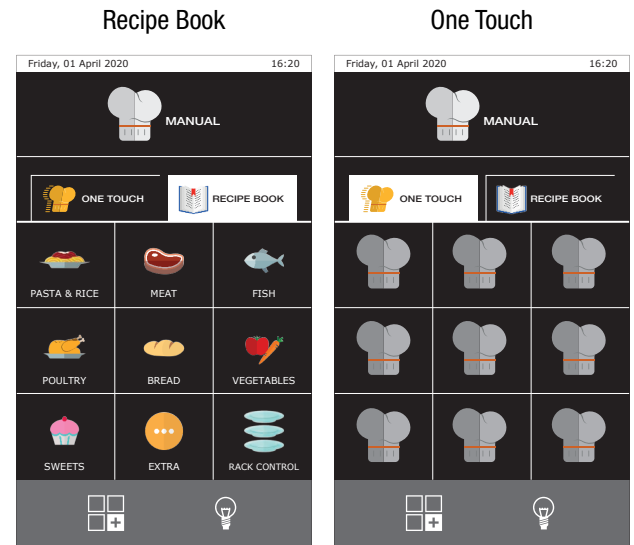 Recipe Book
Friday, 01 April 2020 16:20
MANUAL
ONE TOUCH RECIPE BOOK
PASTA & RICE MEAT FISH
POULTRY BREAD VEGETABLES
SWEETS EXTRA RACK CONTROL
One Touch
Friday, 01 April 2020 16:20
MANUAL
ONE TOUCH RECIPE BOOK